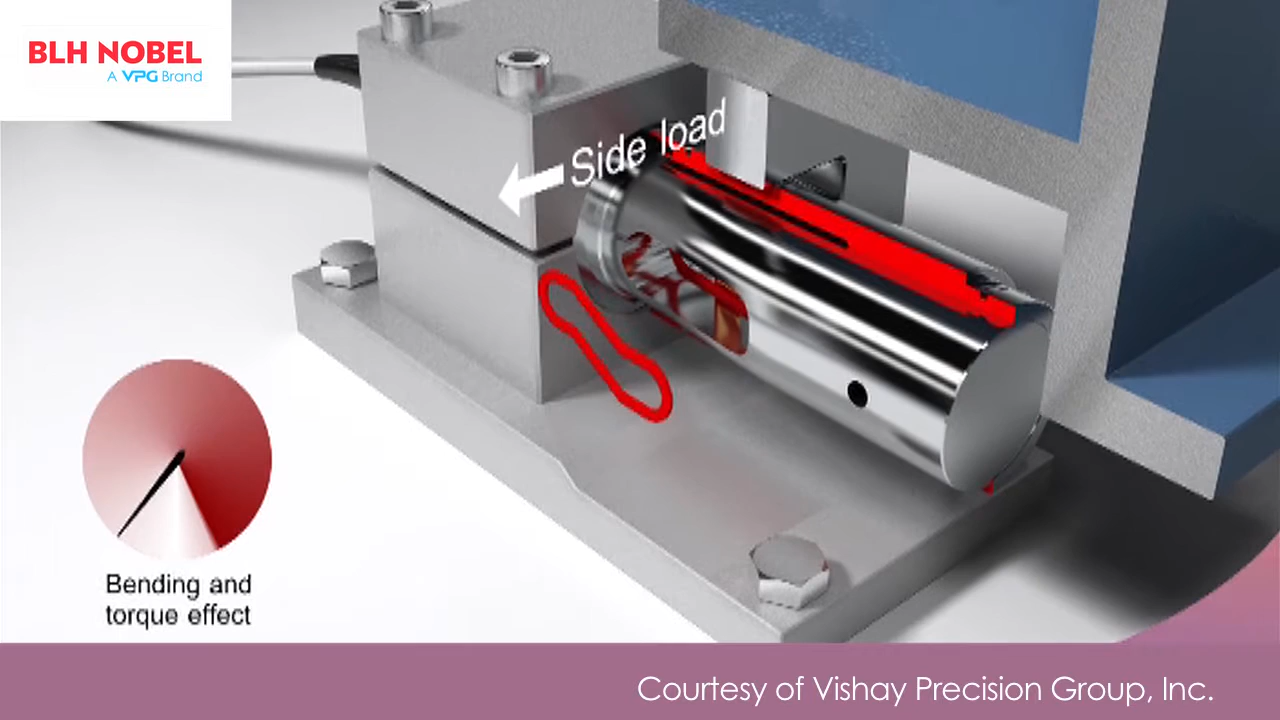 BLH NOBEL
A VPG Brand
Side load
Bending and
torque effect
Courtesy of Vishay Precision Group, Inc.